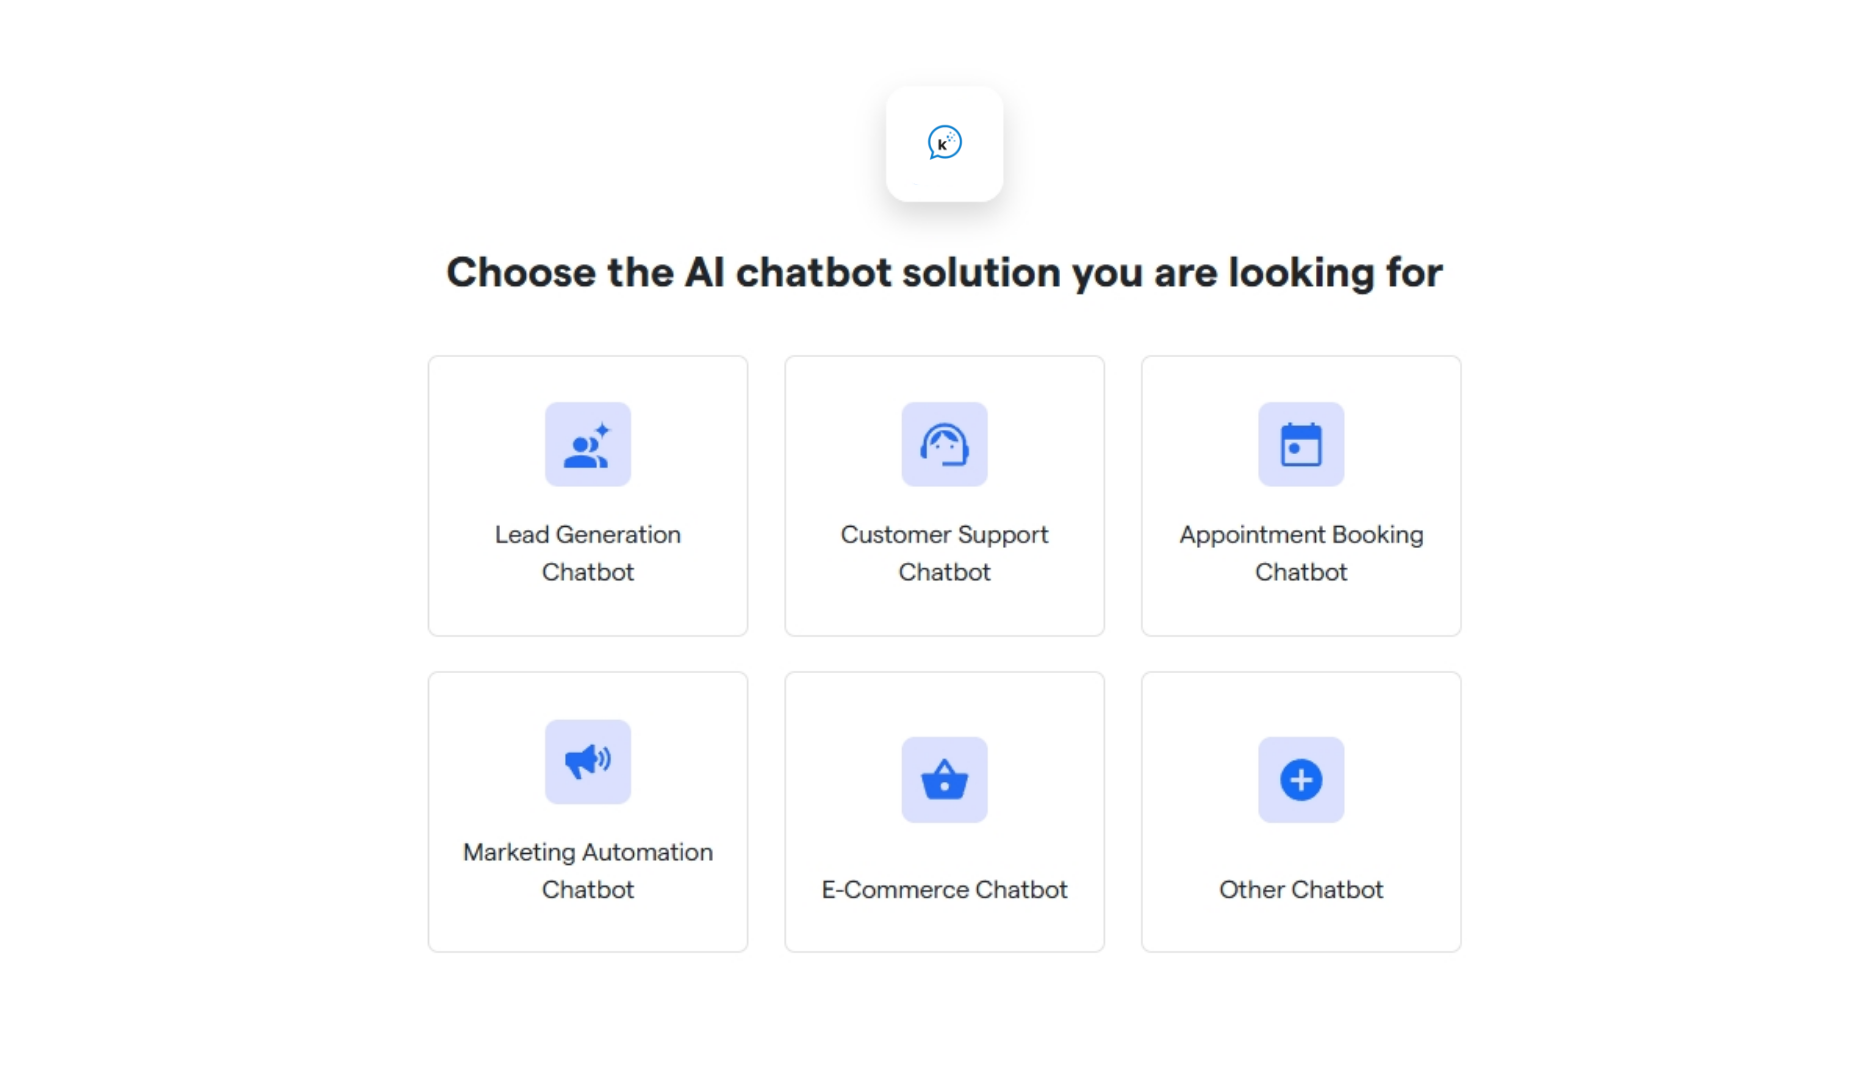 k
Choose the AI chatbot solution you are looking for
Lead Generation
Chatbot
Customer Support
Chatbot
Appointment Booking
Chatbot
Marketing Automation
Chatbot
E-Commerce Chatbot
Other Chatbot